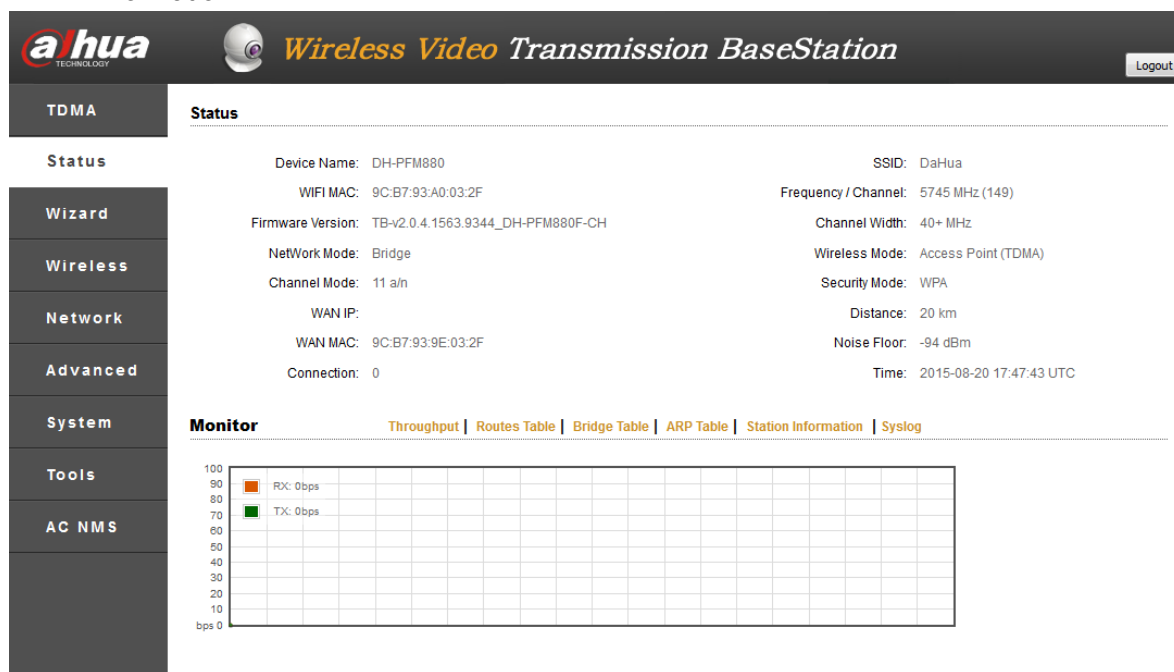 alhua
TECHNOLOGY
Wireless Video Transmission BaseStation
Logout
TDMA
Status
Wizard
Wireless
Network
Advanced
System
Tools
AC NMS
Status
Device Name: DH-PFM880
WIFI MAC: 9C:B7:93:A0:03:2F
Firmware Version: TB-v2.0.4.1563.9344_DH-PFM880F-CH
NetWork Mode: Bridge
Channel Mode: 11 a/n
WAN IP:
WAN MAC: 9C:B7:93:9E:03:2F
Connection: 0
SSID: DaHua
Frequency / Channel: 5745 MHz (149)
Channel Width: 40+ MHz
Wireless Mode: Access Point (TDMA)
Security Mode: WPA
Distance: 20 km
Noise Floor: -94 dBm
Time: 2015-08-20 17:47:43 UTC
Monitor
Throughput | Routes Table | Bridge Table | ARP Table | Station Information | Syslog
100
90
80
70
60
50
40
30
20
10
bps 0
RX: 0bps
TX: 0bps